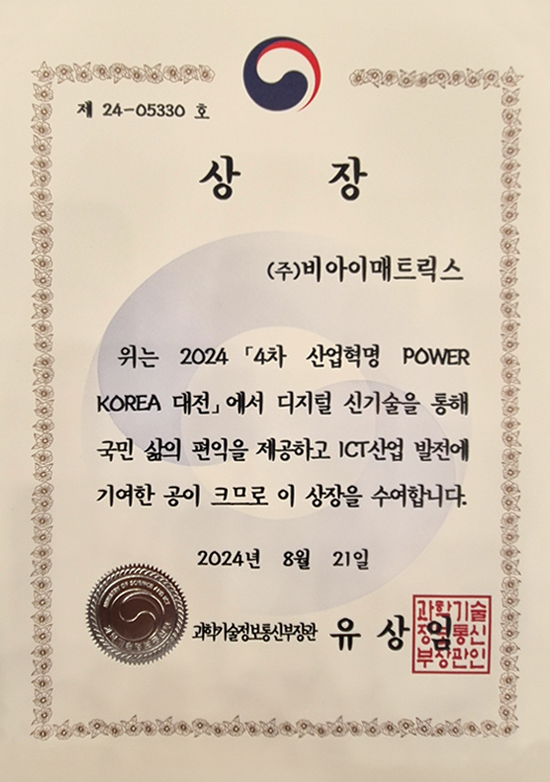 제 24-05330 호
상 장
(주)비아이매트릭스
위는 2024 「4차 산업혁명 POWER
KOREA 대전」에서 디지털 신기술을 통해
국민 삶의 편익을 제공하고 ICT산업 발전에
기여한 공이 크므로 이 상장을 수여합니다.
2024년 8월 21일
과학기술정보통신부장관 유 상 임
과학기술
정보통신
부장관인